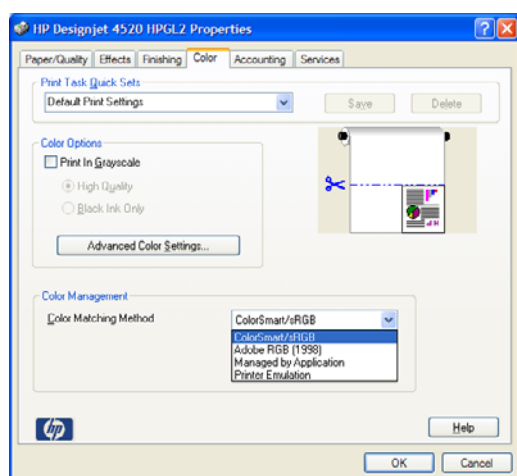 HP Designjet 4520 HPGL2 Properties
Paper/Quality Effects Finishing Color Accounting Services
Print Task Quick Sets
Default Print Settings Save Delete
Color Options
Print In Grayscale
High Quality
Black Ink Only
Advanced Color Settings...
Color Management
Color Matching Method ColorSmart/sRGB
ColorSmart/sRGB
Adobe RGB (1998)
Managed by Application
Printer Emulation
hp Help
OK Cancel